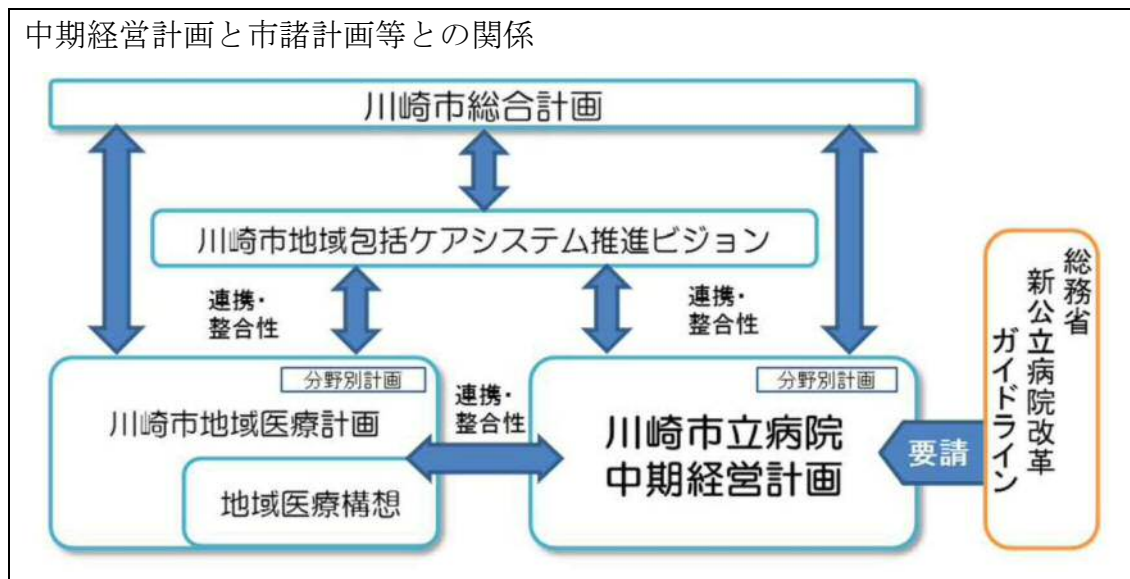 中期経営計画と市諸計画等との関係
川崎市総合計画
川崎市地域包括ケアシステム推進ビジョン
連携・
整合性
連携・
整合性
分野別計画
川崎市地域医療計画
地域医療構想
連携・
整合性
分野別計画
川崎市立病院
中期経営計画
要請
総務省
新公立病院改革
ガイドライン